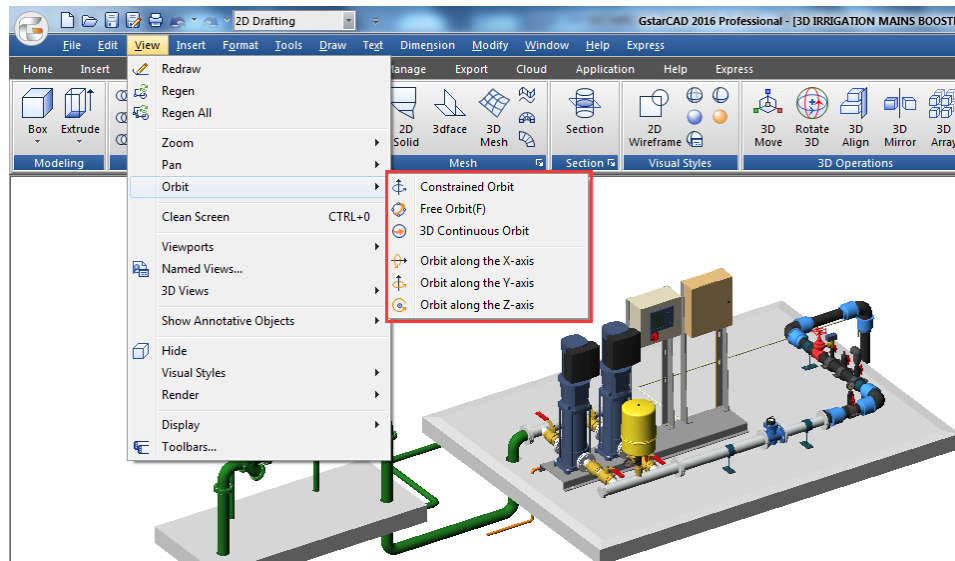 2D Drafting
GstarCAD 2016 Professional - [3D IRRIGATION MAINS BOOST
File Edit View Insert Format Tools Draw Text Dimension Modify Window Help Express
Home Insert Manage Export Cloud Application Help Express
Redraw
Regen
Regen All
Zoom
Pan
Orbit
Clean Screen CTRL+0
Viewports
Named Views...
3D Views
Show Annotative Objects
Hide
Visual Styles
Render
Display
Toolbars...
Constrained Orbit
Free Orbit(F)
3D Continuous Orbit
Orbit along the X-axis
Orbit along the Y-axis
Orbit along the Z-axis
Box Extrude
Modeling
2D Solid
3dface
3D Mesh
Mesh
Section
Section
2D Wireframe
Visual Styles
3D Move
Rotate 3D
3D Align
3D Mirror
3D Array
3D Operations